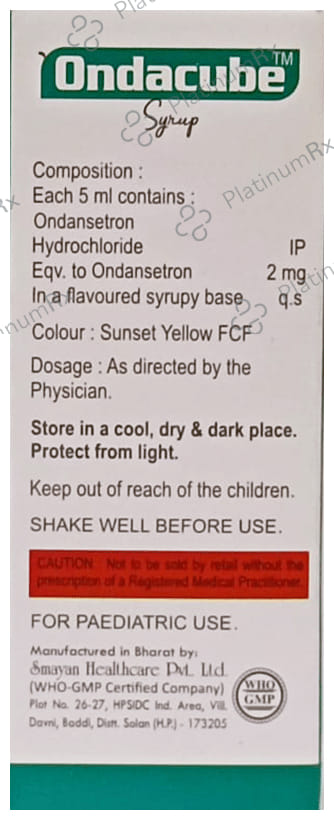 Ondacube™
Syrup
Composition :
Each 5 ml contains :
Ondansetron
Hydrochloride IP
Eqv. to Ondansetron 2 mg
In a flavoured syrupy base q.s
Colour : Sunset Yellow FCF
Dosage : As directed by the
Physician.
Store in a cool, dry & dark place.
Protect from light.
Keep out of reach of the children.
SHAKE WELL BEFORE USE.
CAUTION : Not to be sold by retail without the
prescription of a Registered Medical Practitioner.
FOR PAEDIATRIC USE.
Manufactured in Bharat by:
Smayan Healthcare Pvt. Ltd.
(WHO-GMP Certified Company)
Plot No. 26-27, HPSIDC Ind. Area, Vill.
Davni, Baddi, Distt. Solan (H.P.) - 173205
WHO
GMP
PlatinumRx
PlatinumRx
PlatinumRx